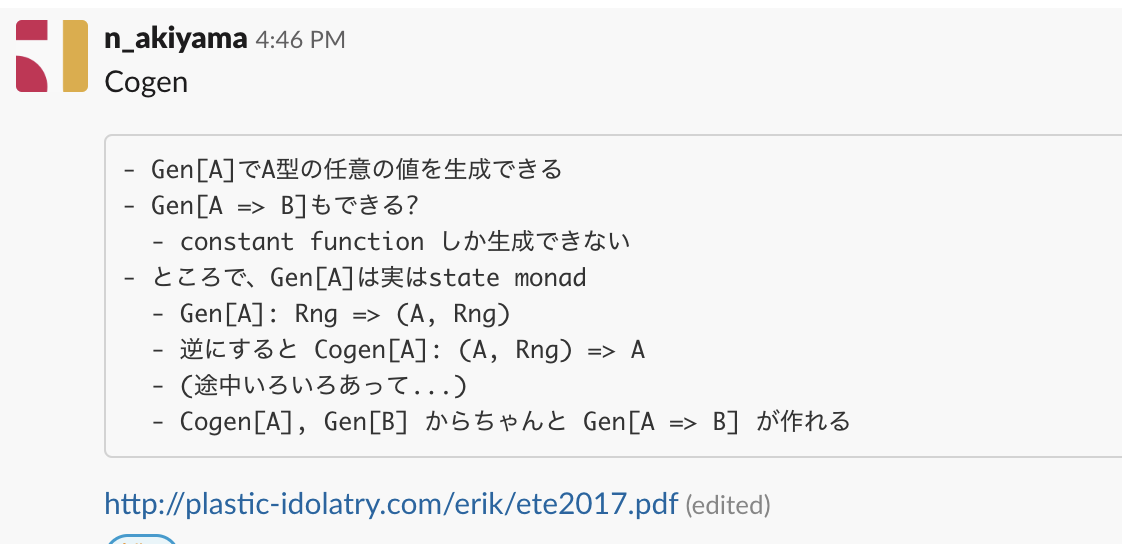 n_akiyama 4:46 PM
Cogen
- Gen[A]でA型の任意の値を生成できる
- Gen[A => B]もできる?
- constant function しか生成できない
- ところで、Gen[A]は実はstate monad
- Gen[A]: Rng => (A, Rng)
- 逆にすると Cogen[A]: (A, Rng) => A
- (途中いろいろあって...)
- Cogen[A], Gen[B] からちゃんと Gen[A => B] が作れる
http://plastic-idolatry.com/erik/ete2017.pdf (edited)